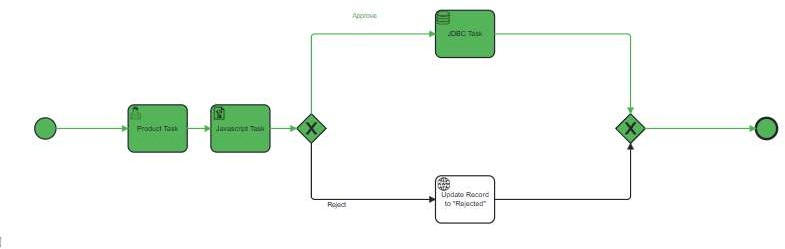 Approve
JDBC Task
Product Task
Javascript Task
X
X
Update Record
to "Rejected"
Reject